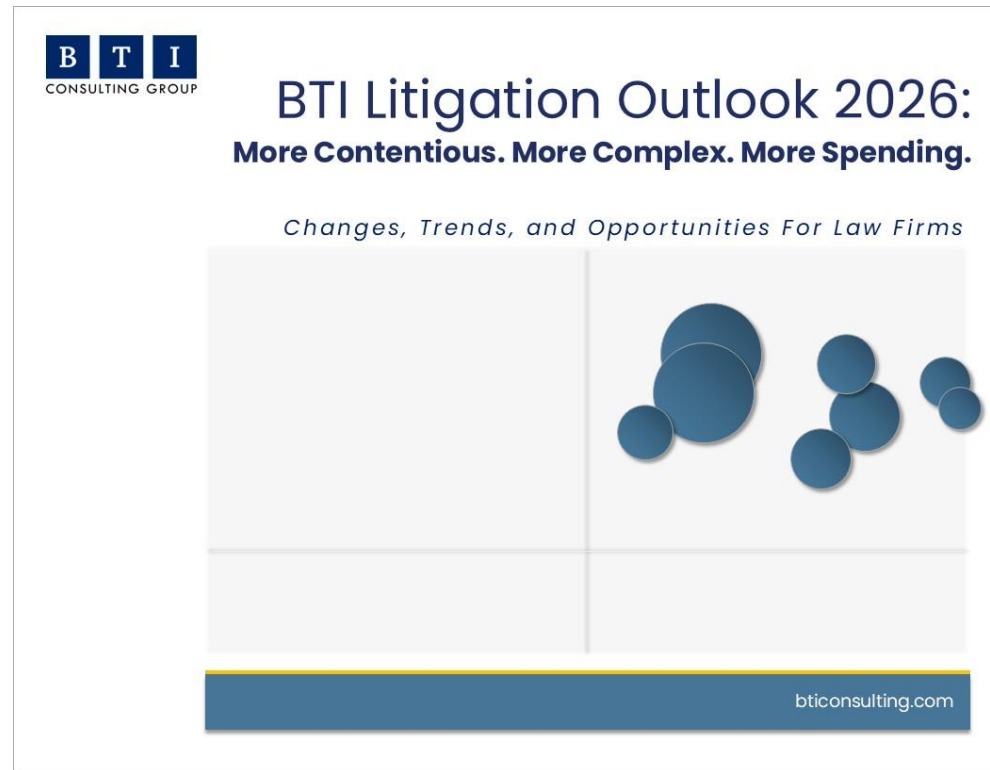 B T I
CONSULTING GROUP
BTI Litigation Outlook 2026:
More Contentious. More Complex. More Spending.
Changes, Trends, and Opportunities For Law Firms
bticonsulting.com